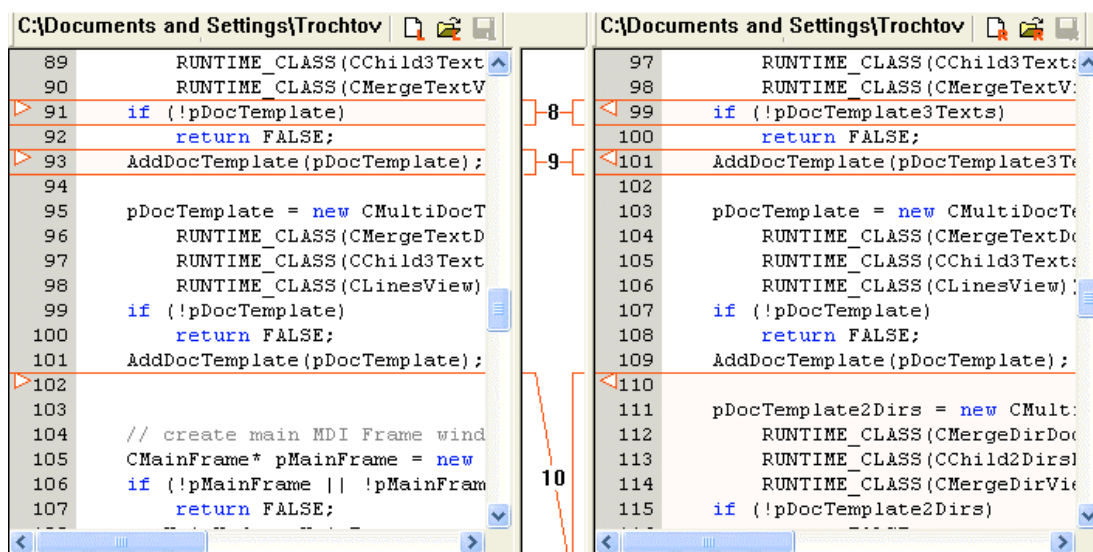 C:\Documents and Settings\Trochtov
89 RUNTIME_CLASS(CChild3Text
90 RUNTIME_CLASS(CMergeTextV
91 if (!pDocTemplate)
92 return FALSE;
93 AddDocTemplate(pDocTemplate);
94
95 pDocTemplate = new CMultiDocT
96 RUNTIME_CLASS(CMergeTextD
97 RUNTIME_CLASS(CChild3Text
98 RUNTIME_CLASS(CLinesView)
99 if (!pDocTemplate)
100 return FALSE;
101 AddDocTemplate(pDocTemplate);
102
103
104 // create main MDI Frame wind
105 CMainFrame* pMainFrame = new
106 if (!pMainFrame || !pMainFram
107 return FALSE;
8
9
10
C:\Documents and Settings\Trochtov
97 RUNTIME_CLASS(CChild3Texts
98 RUNTIME_CLASS(CMergeTextVi
99 if (!pDocTemplate3Texts)
100 return FALSE;
101 AddDocTemplate(pDocTemplate3Te
102
103 pDocTemplate = new CMultiDocTe
104 RUNTIME_CLASS(CMergeTextDo
105 RUNTIME_CLASS(CChild3Texts
106 RUNTIME_CLASS(CLinesView))
107 if (!pDocTemplate)
108 return FALSE;
109 AddDocTemplate(pDocTemplate);
110
111 pDocTemplate2Dirs = new CMult
112 RUNTIME_CLASS(CMergeDirDoc
113 RUNTIME_CLASS(CChild2Dirs
114 RUNTIME_CLASS(CMergeDirVie
115 if (!pDocTemplate2Dirs)